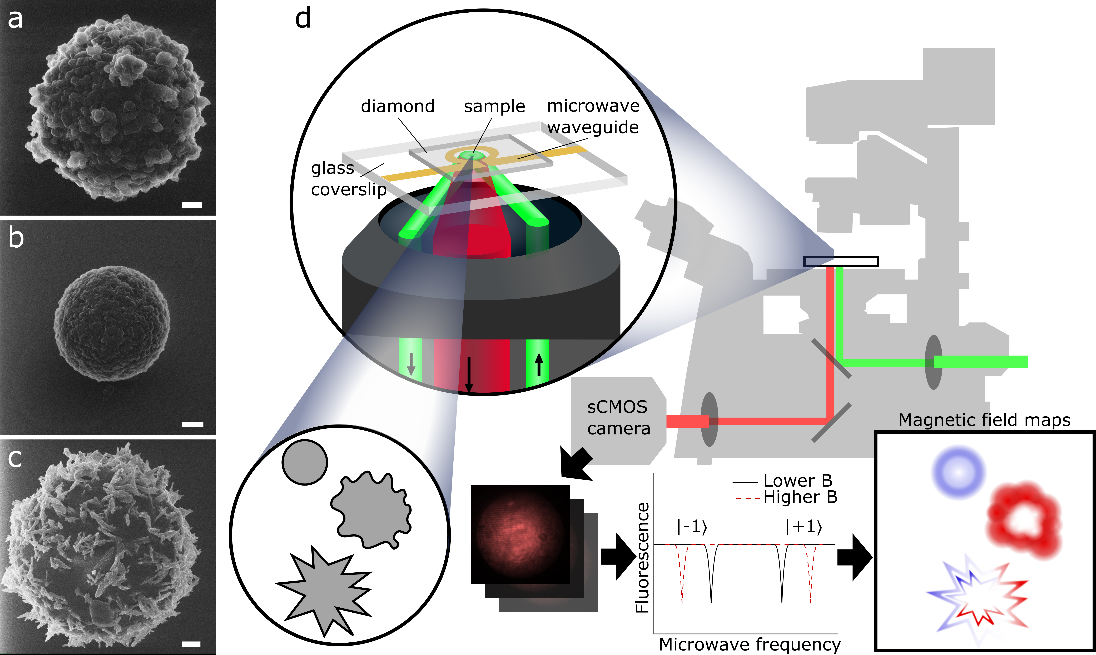 a
b
c
d
diamond
sample
microwave
waveguide
glass
coverslip
sCMOS
camera
Magnetic field maps
Lower B
Higher B
|-1⟩
|+1⟩
Fluorescence
Microwave frequency